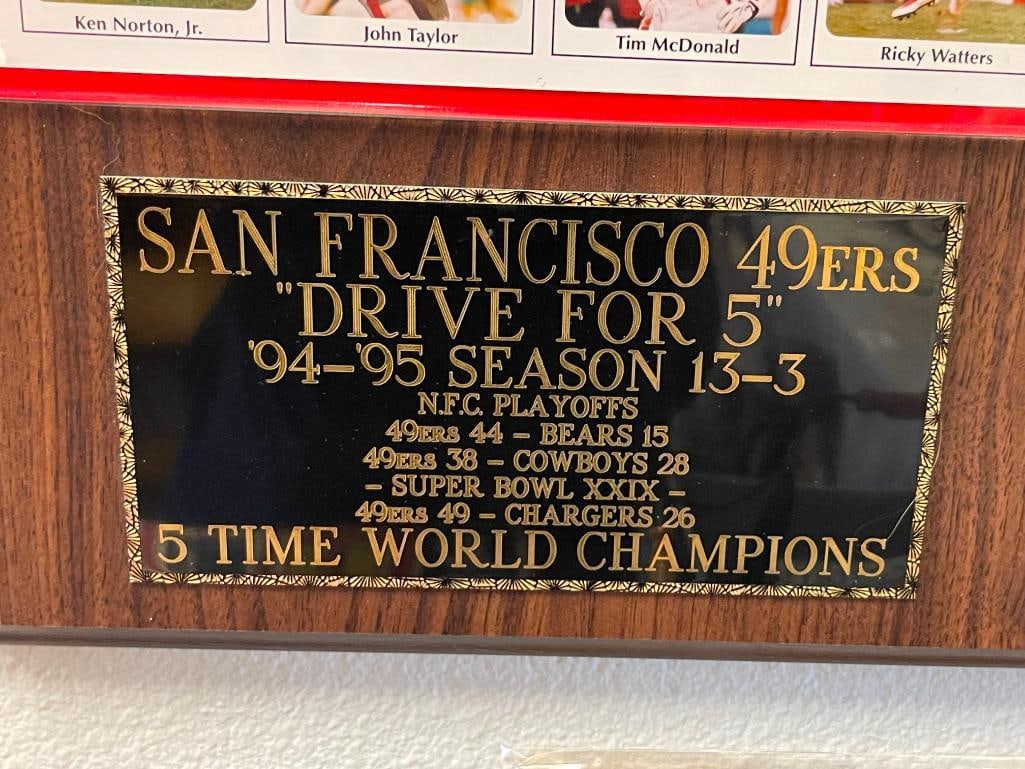 Ken Norton, Jr.
John Taylor
Tim McDonald
Ricky Watters
SAN FRANCISCO 49ERS
"DRIVE FOR 5"
'94–'95 SEASON 13–3
N.F.C. PLAYOFFS
49ERS 44 – BEARS 15
49ERS 38 – COWBOYS 28
– SUPER BOWL XXIX –
49ERS 49 – CHARGERS 26
5 TIME WORLD CHAMPIONS